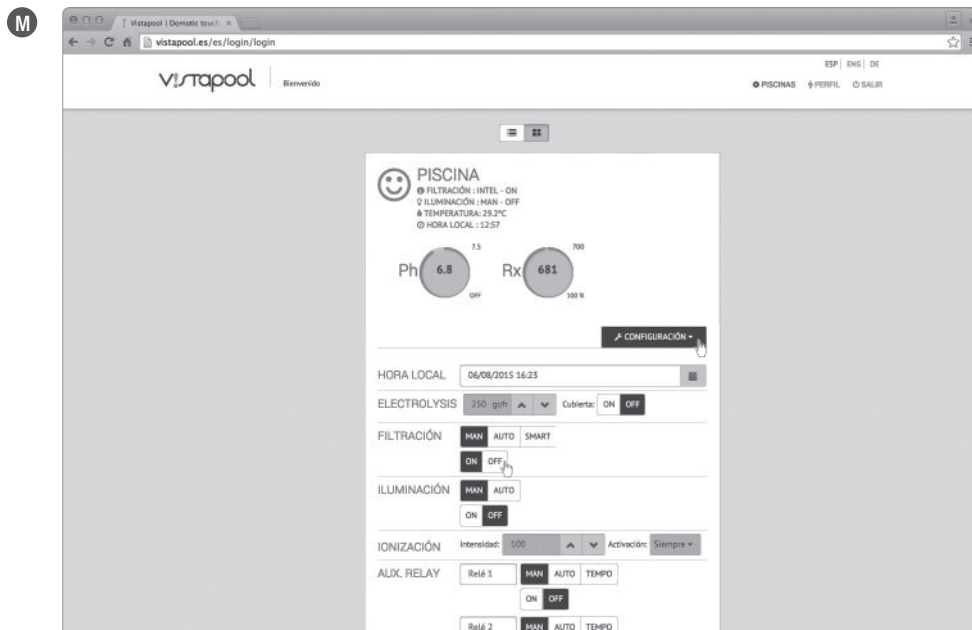 M
Vistapool | Domotic touch
vistapool.es/es/login/login
ESP | ENG | DE
vistapool
Bienvenido
PISCINAS PERFIL SALIR
PISCINA
FILTRACIÓN : INTEL - ON
ILUMINACIÓN : MAN - OFF
TEMPERATURA: 29.2ºC
HORA LOCAL : 12:57
7.5 700
Ph 6.8 Rx 681
OFF 100 %
CONFIGURACIÓN
HORA LOCAL 06/08/2015 16:23
ELECTROLYSIS 250 gr/h Cubierta: ON OFF
FILTRACIÓN MAN AUTO SMART
ON OFF
ILUMINACIÓN MAN AUTO
ON OFF
IONIZACIÓN Intensidad: 100 Activación: Siempre
AUX. RELAY Relé 1 MAN AUTO TEMPO
ON OFF
Relé 2 MAN AUTO TEMPO